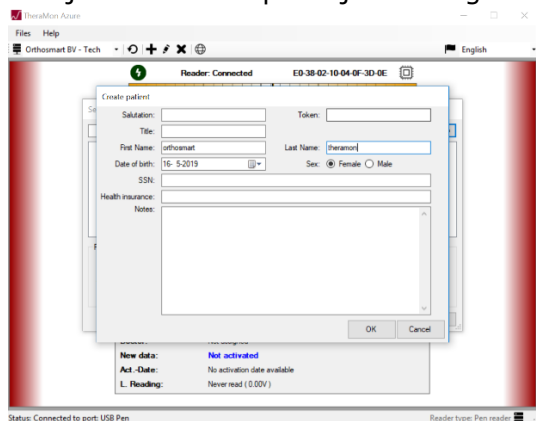 TheraMon Azure
Files Help
Orthosmart BV - Tech English
Reader: Connected E0-38-02-10-04-0F-3D-0E
Create patient
Salutation: Token:
Title:
First Name: orthosmart Last Name: theramon
Date of birth: 16- 5-2019 Sex: Female Male
SSN:
Health insurance:
Notes:
OK Cancel
New data: Not activated
Act.-Date: No activation date available
L. Reading: Never read ( 0.00V )
Status: Connected to port: USB Pen Reader type: Pen reader